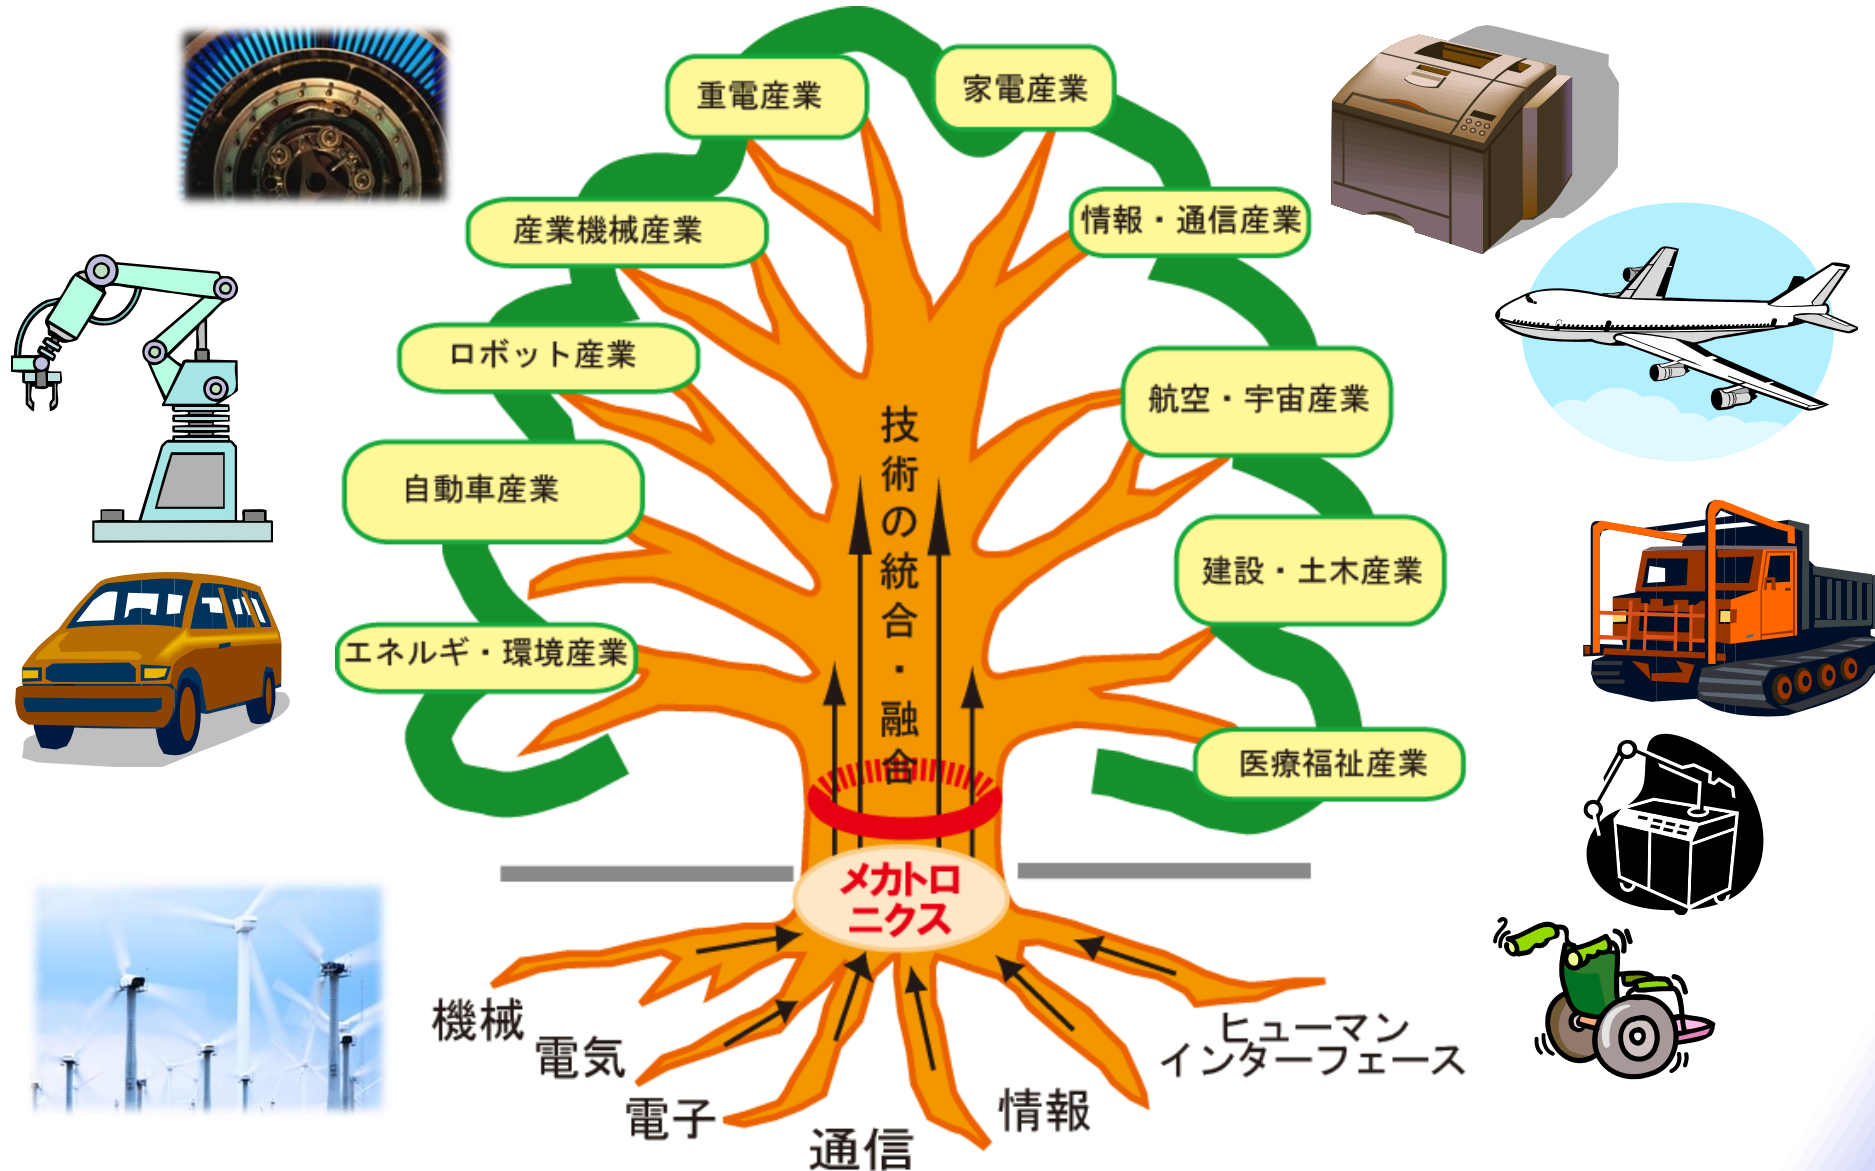 重電産業
家電産業
産業機械産業
情報・通信産業
ロボット産業
航空・宇宙産業
自動車産業
建設・土木産業
エネルギ・環境産業
医療福祉産業
技術の統合・融合
メカトロ
ニクス
機械
電気
電子
通信
情報
ヒューマン
インターフェース